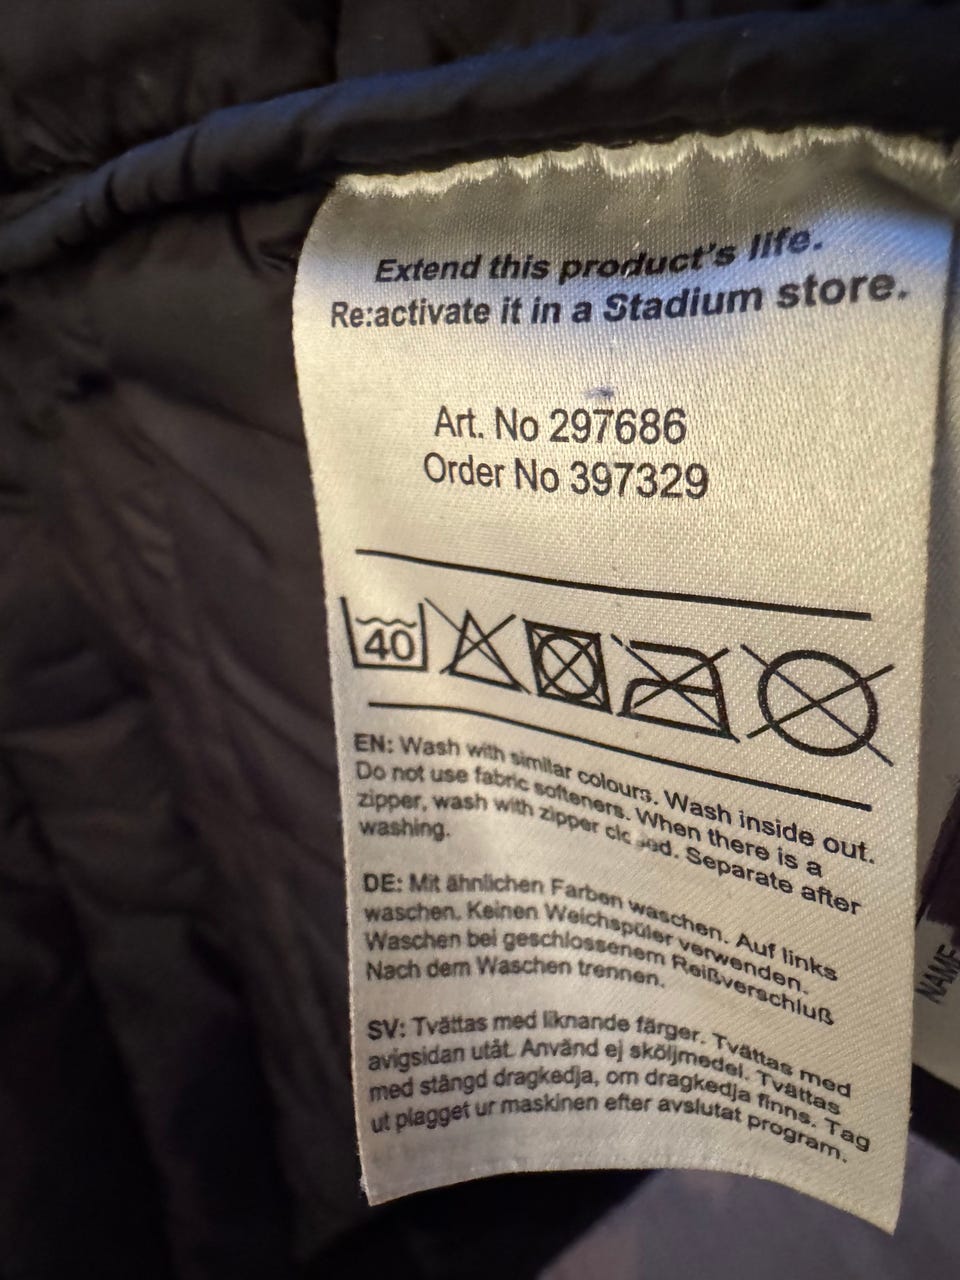 Extend this product's life.
Re:activate it in a Stadium store.
Art. No 297686
Order No 397329
40
EN: Wash with similar colours. Wash inside out.
Do not use fabric softeners. When there is a
zipper, wash with zipper closed. Separate after
washing.
DE: Mit ähnlichen Farben waschen. Auf links
waschen. Keinen Weichspüler verwenden.
Waschen bei geschlossenem Reißverschluß
Nach dem Waschen trennen.
SV: Tvättas med liknande färger. Tvättas med
avigsidan utåt. Använd ej sköljmedel. Tvättas
med stängd dragkedja, om dragkedja finns. Tag
ut plagget ur maskinen efter avslutat program.
NAME